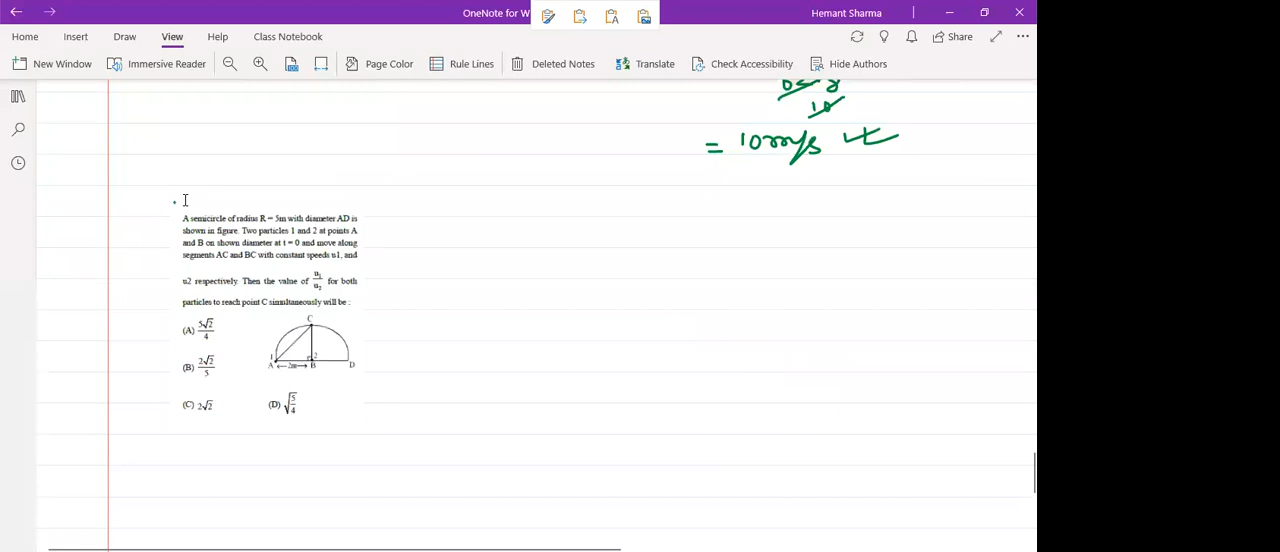 OneNote for W
Hemant Sharma
Home Insert Draw View Help Class Notebook
Share
New Window Immersive Reader Page Color Rule Lines Deleted Notes Translate Check Accessibility Hide Authors
10
= 10m/s
A semicircle of radius R = 5m with diameter AD is
shown in figure. Two particles 1 and 2 at points A
and B on shown diameter at t = 0 and move along
segments AC and BC with constant speeds u1, and
u2 respectively. Then the value of u₁/u₂ for both
particles to reach point C simultaneously will be :
(A) 5√2/4
C
1 2
A ←2m→ B D
(B) 2√2/5
(C) 2√2 (D) √(5/4)